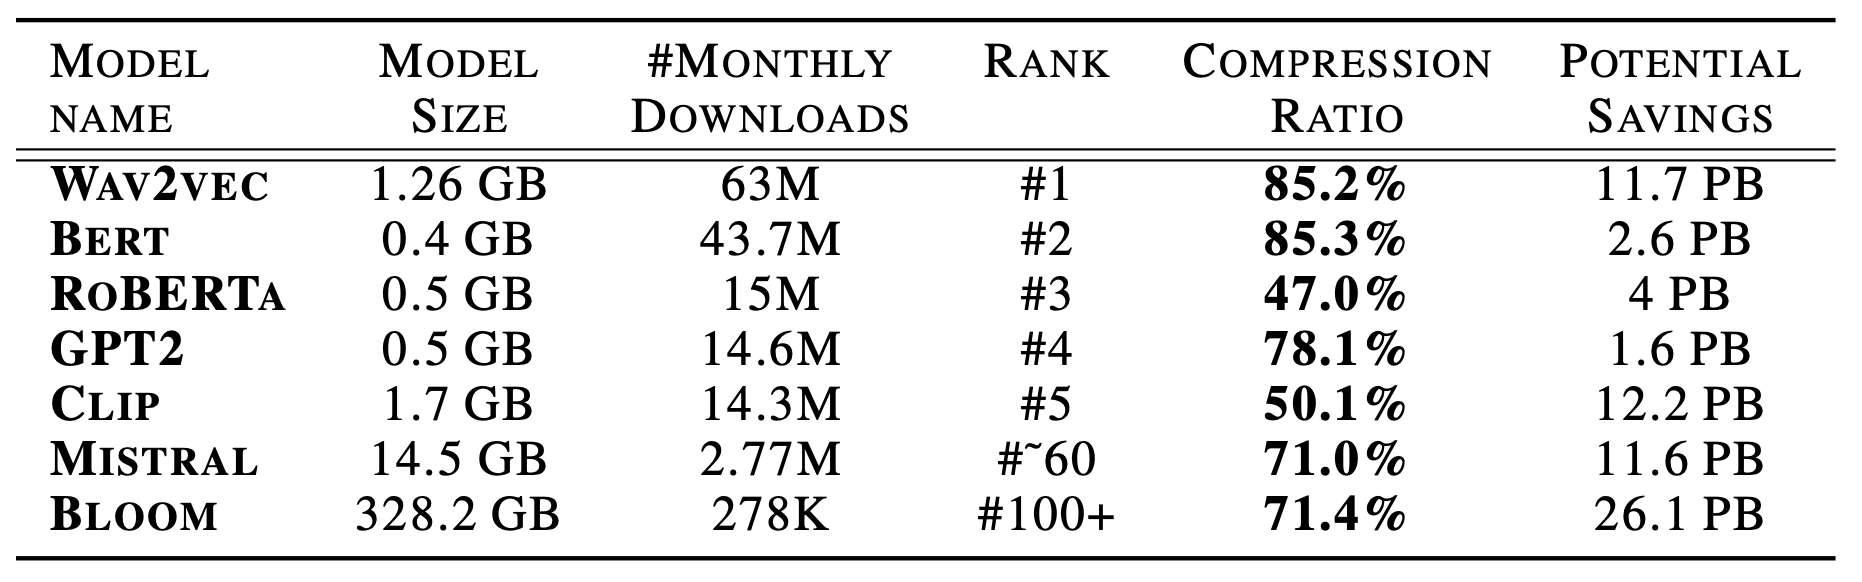 MODEL NAME MODEL SIZE #MONTHLY DOWNLOADS RANK COMPRESSION RATIO POTENTIAL SAVINGS
WAV2VEC 1.26 GB 63M #1 85.2% 11.7 PB
BERT 0.4 GB 43.7M #2 85.3% 2.6 PB
ROBERTA 0.5 GB 15M #3 47.0% 4 PB
GPT2 0.5 GB 14.6M #4 78.1% 1.6 PB
CLIP 1.7 GB 14.3M #5 50.1% 12.2 PB
MISTRAL 14.5 GB 2.77M #~60 71.0% 11.6 PB
BLOOM 328.2 GB 278K #100+ 71.4% 26.1 PB